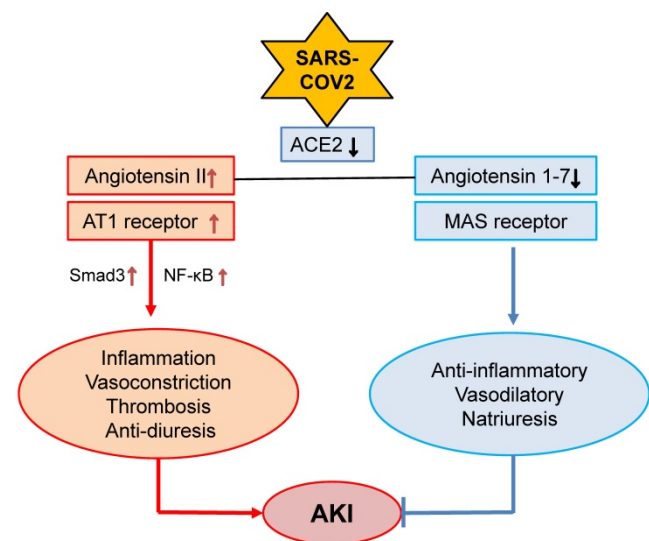 SARS-
COV2
ACE2 ↓
Angiotensin II↑
Angiotensin 1-7↓
AT1 receptor ↑
MAS receptor
Smad3↑ NF-κB ↑
Inflammation
Vasoconstriction
Thrombosis
Anti-diuresis
Anti-inflammatory
Vasodilatory
Natriuresis
AKI